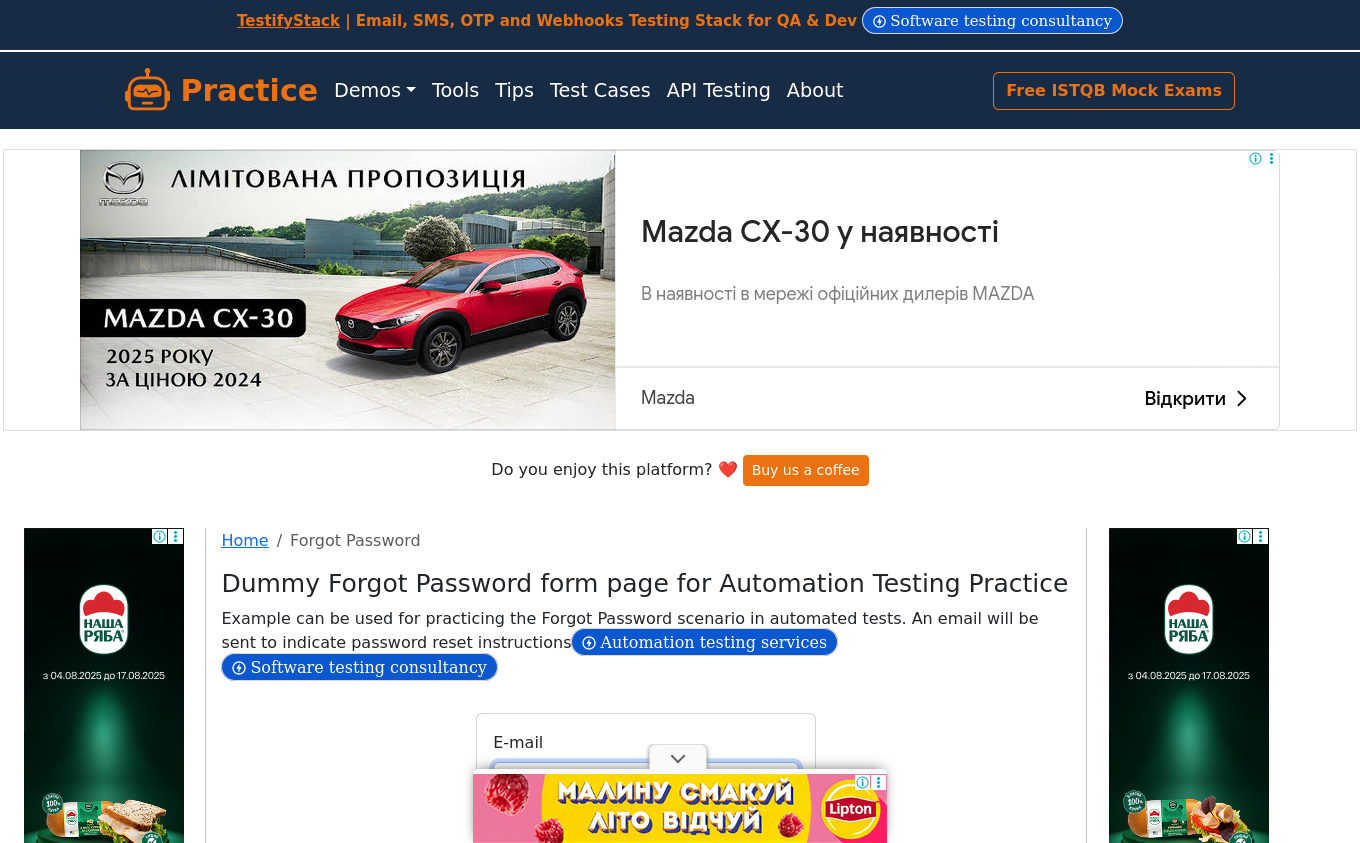 TestifyStack | Email, SMS, OTP and Webhooks Testing Stack for QA & Dev Software testing consultancy
Practice Demos Tools Tips Test Cases API Testing About Free ISTQB Mock Exams
ЛІМІТОВАНА ПРОПОЗИЦІЯ
mazda
MAZDA CX-30
2025 РОКУ
ЗА ЦІНОЮ 2024
Mazda CX-30 у наявності
В наявності в мережі офіційних дилерів MAZDA
Mazda Відкрити
Do you enjoy this platform? ❤️ Buy us a coffee
НАША
РЯБА
з 04.08.2025 до 17.08.2025
100%
Home / Forgot Password
Dummy Forgot Password form page for Automation Testing Practice
Example can be used for practicing the Forgot Password scenario in automated tests. An email will be
sent to indicate password reset instructions Automation testing services
Software testing consultancy
E-mail
МАЛИНУ СМАКУЙ
ЛІТО ВІДЧУЙ
Lipton
НАША
РЯБА
з 04.08.2025 до 17.08.2025
100%